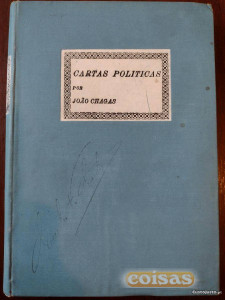 CARTAS POLITICAS
POR
JOÃO CHAGAS
coisas